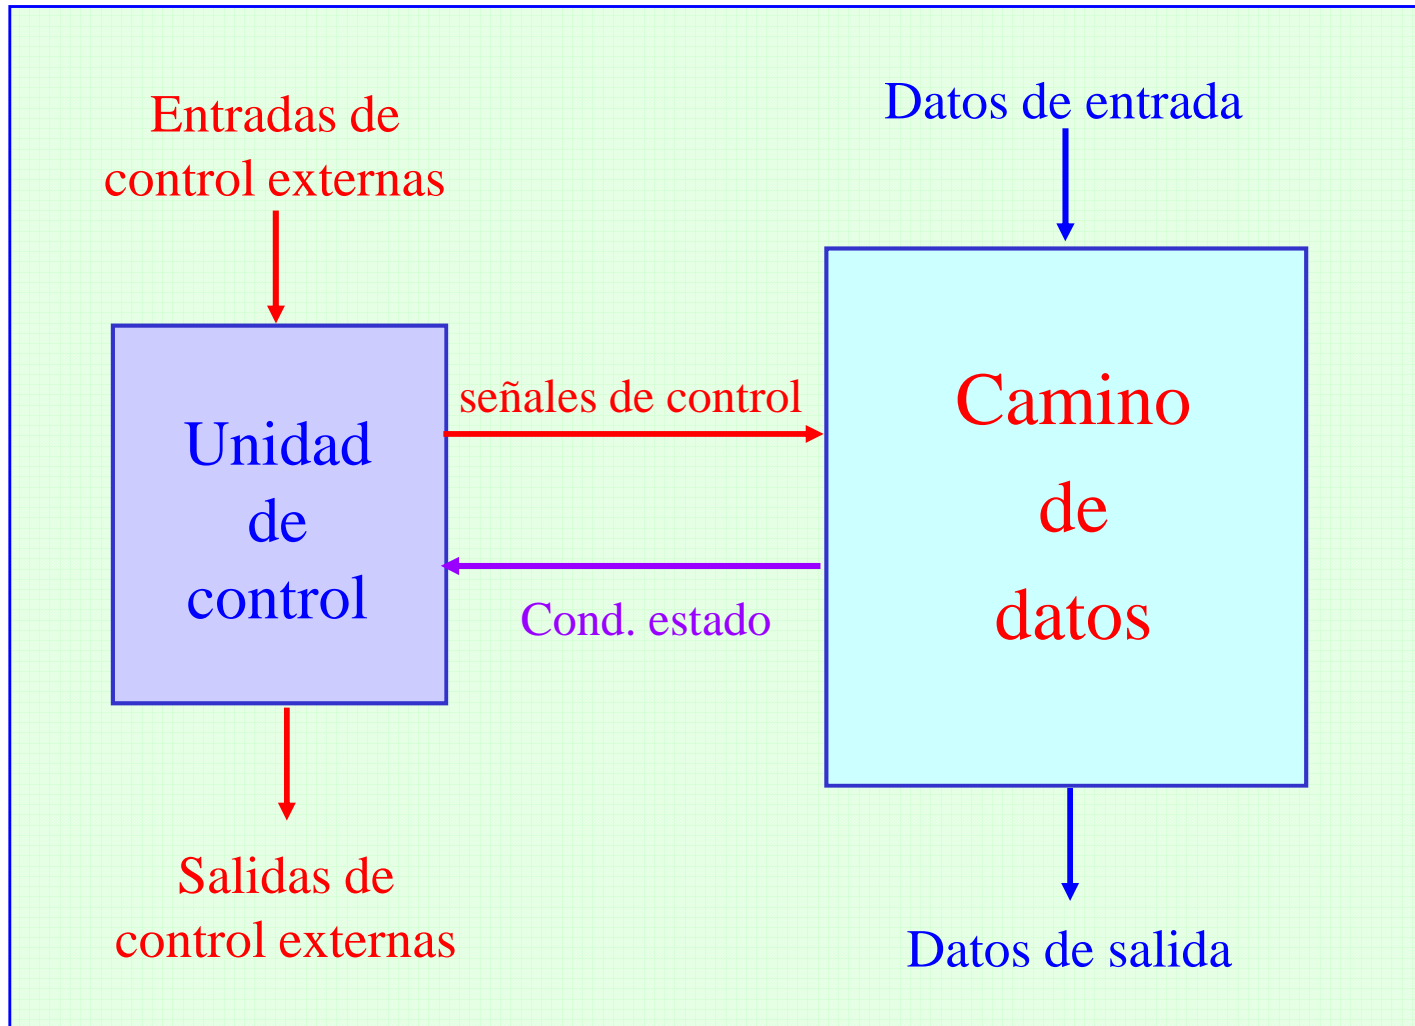 Entradas de
control externas
Datos de entrada
señales de control
Unidad
de
control
Camino
de
datos
Cond. estado
Salidas de
control externas
Datos de salida